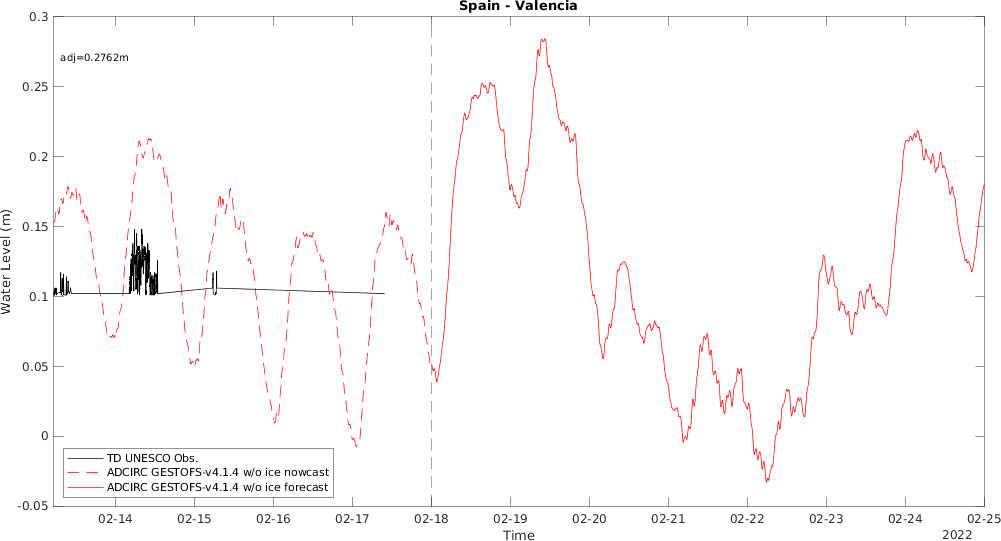 Spain - Valencia
adj=0.2762m
Water Level (m)
0.3
0.25
0.2
0.15
0.1
0.05
0
-0.05
TD UNESCO Obs.
ADCIRC GESTOFS-v4.1.4 w/o ice nowcast
ADCIRC GESTOFS-v4.1.4 w/o ice forecast
02-14 02-15 02-16 02-17 02-18 02-19 02-20 02-21 02-22 02-23 02-24 02-25
Time
2022